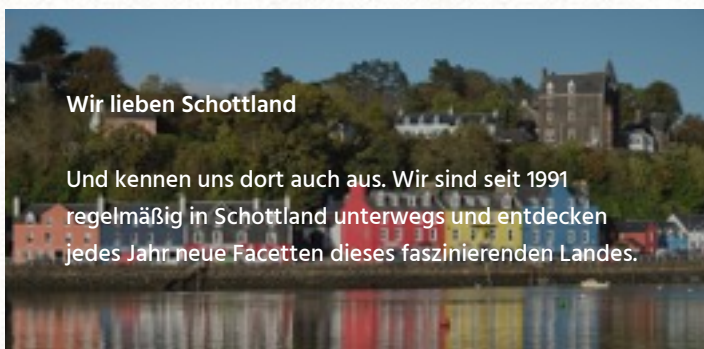 Wir lieben Schottland
Und kennen uns dort auch aus. Wir sind seit 1991
regelmäßig in Schottland unterwegs und entdecken
jedes Jahr neue Facetten dieses faszinierenden Landes.